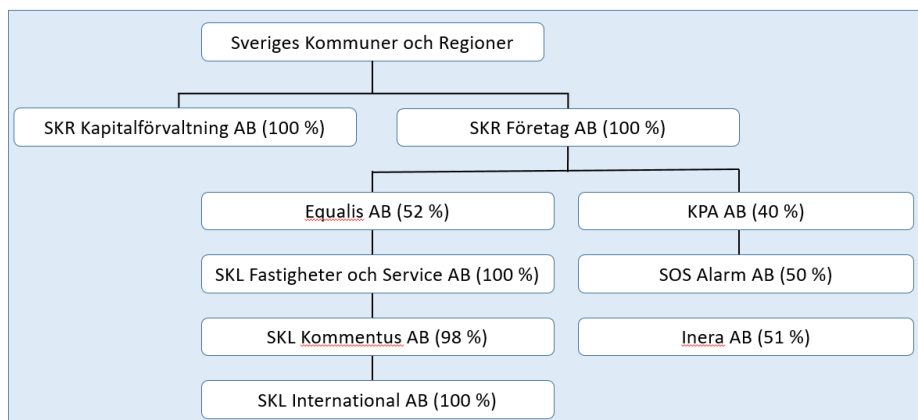 Sveriges Kommuner och Regioner
SKR Kapitalförvaltning AB (100 %)
SKR Företag AB (100 %)
Equalis AB (52 %)
KPA AB (40 %)
SKL Fastigheter och Service AB (100 %)
SOS Alarm AB (50 %)
SKL Kommentus AB (98 %)
Inera AB (51 %)
SKL International AB (100 %)